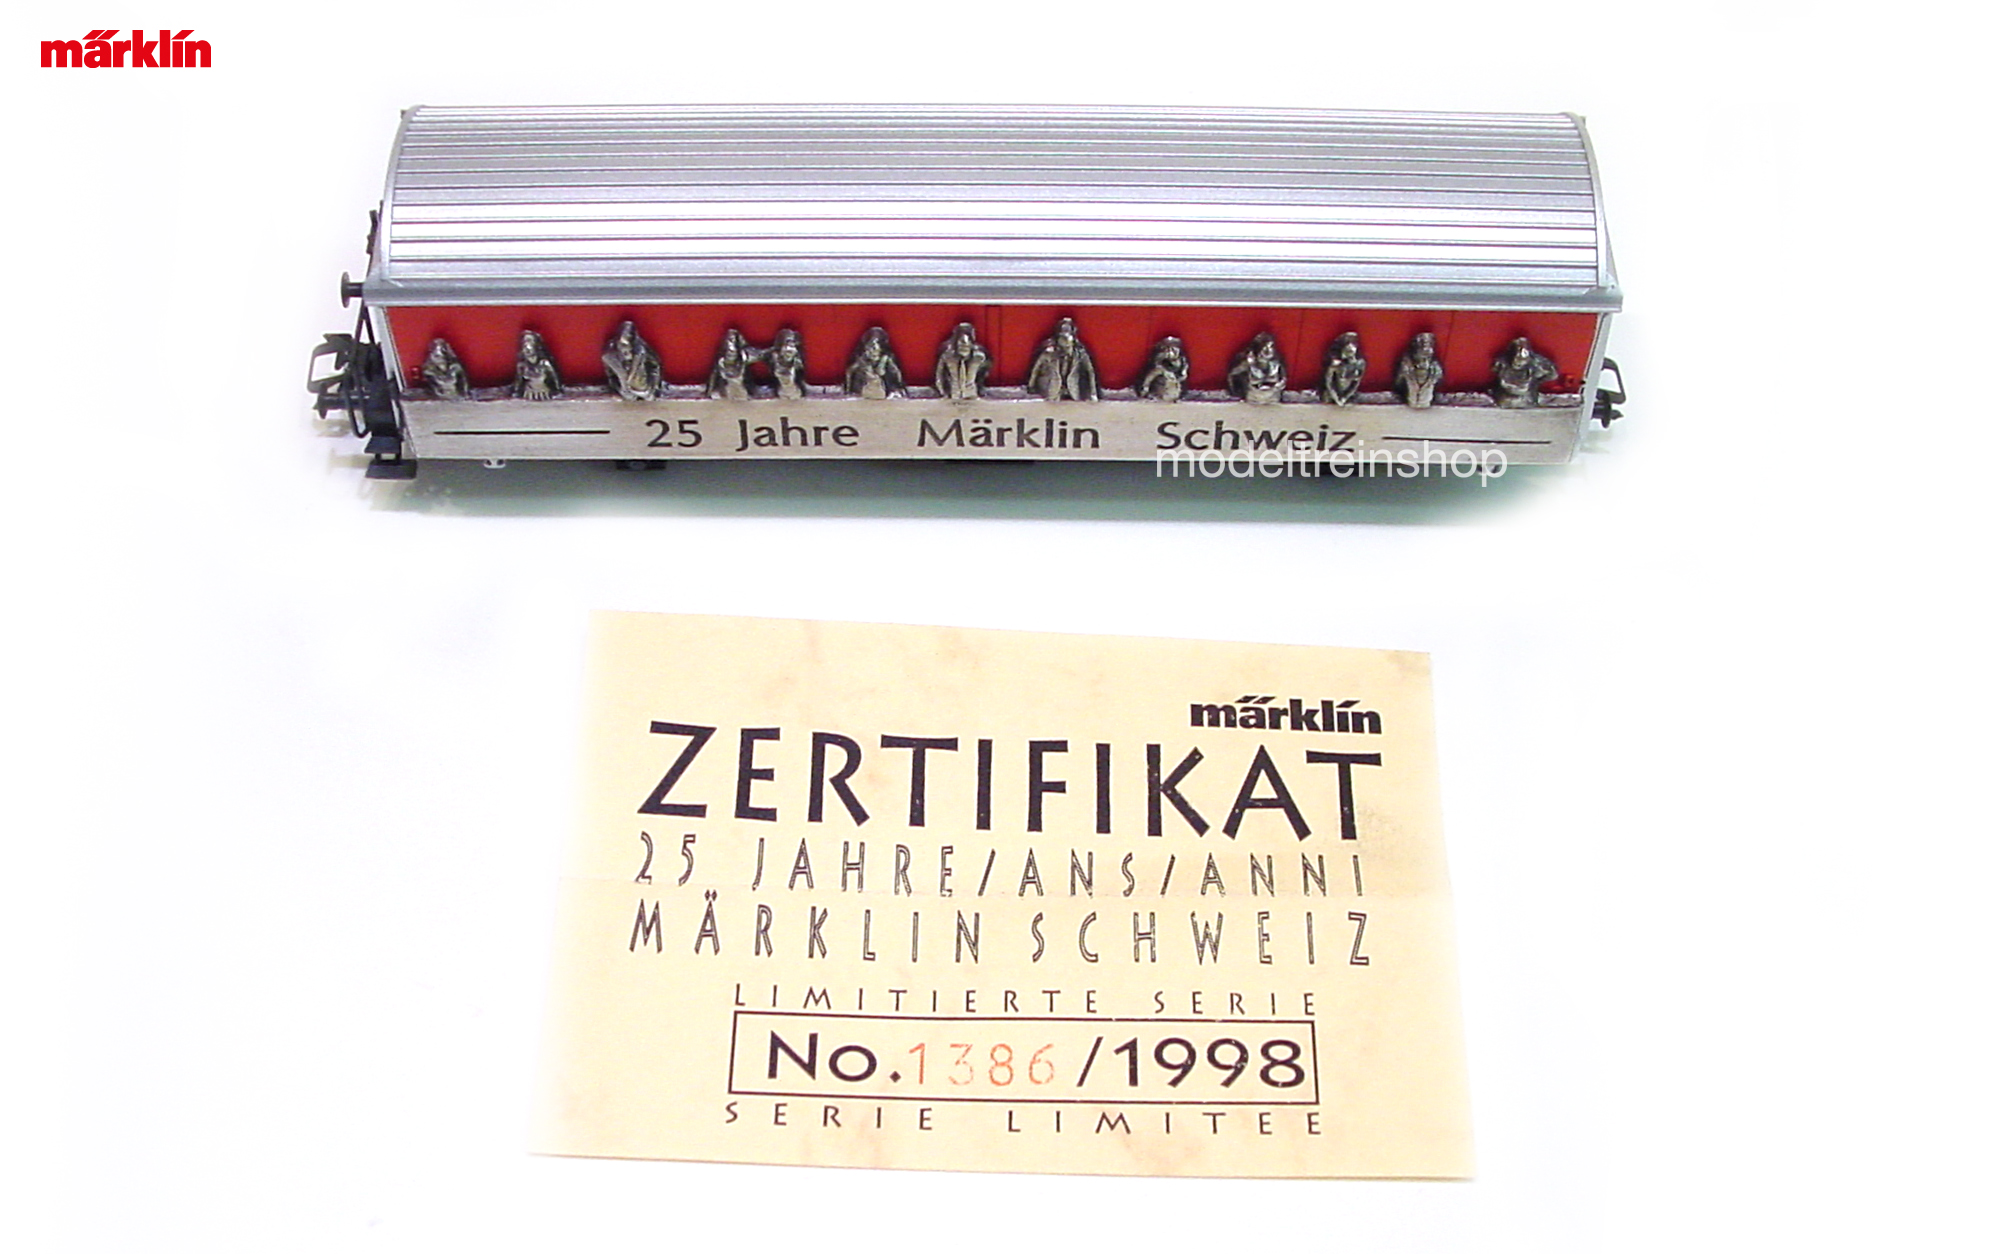 märklin
25 Jahre Märklin Schweiz
modeltreinshop
märklin
ZERTIFIKAT
25 JAHRE/ANS/ANNI
MÄRKLIN SCHWEIZ
LIMITIERTE SERIE
No.1386/1998
SERIE LIMITEE